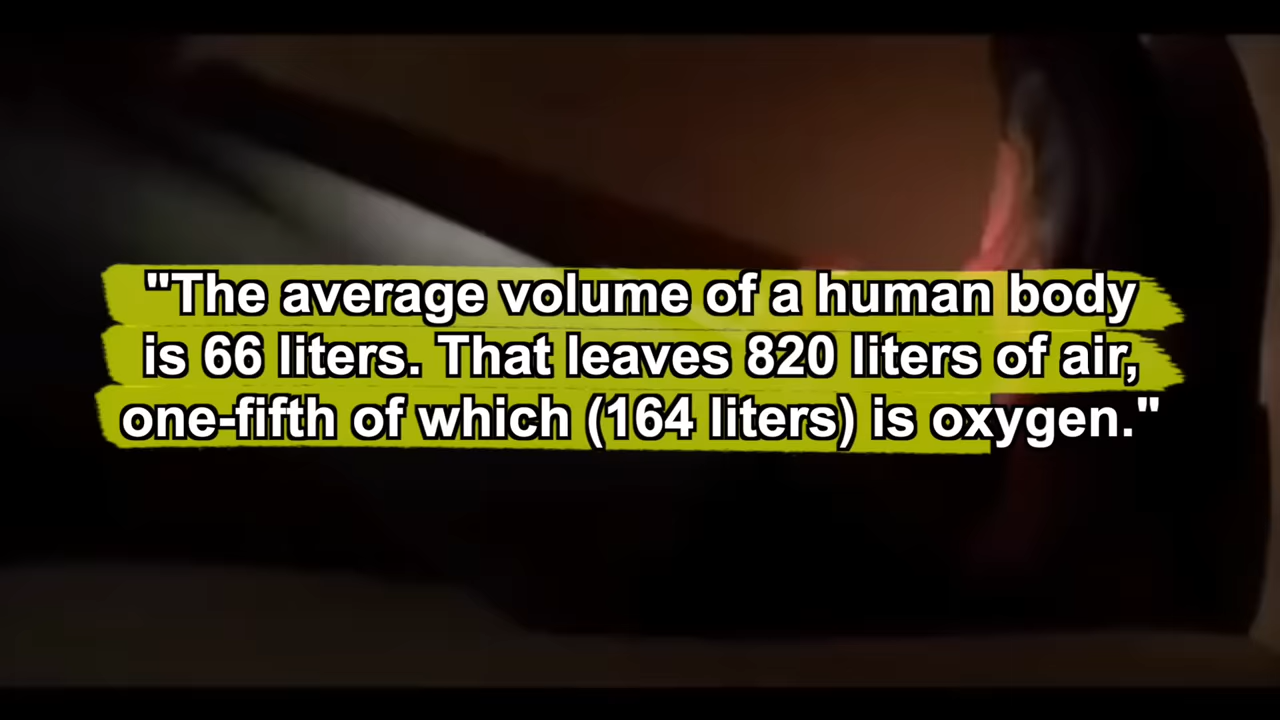 "The average volume of a human body
is 66 liters. That leaves 820 liters of air,
one-fifth of which (164 liters) is oxygen."